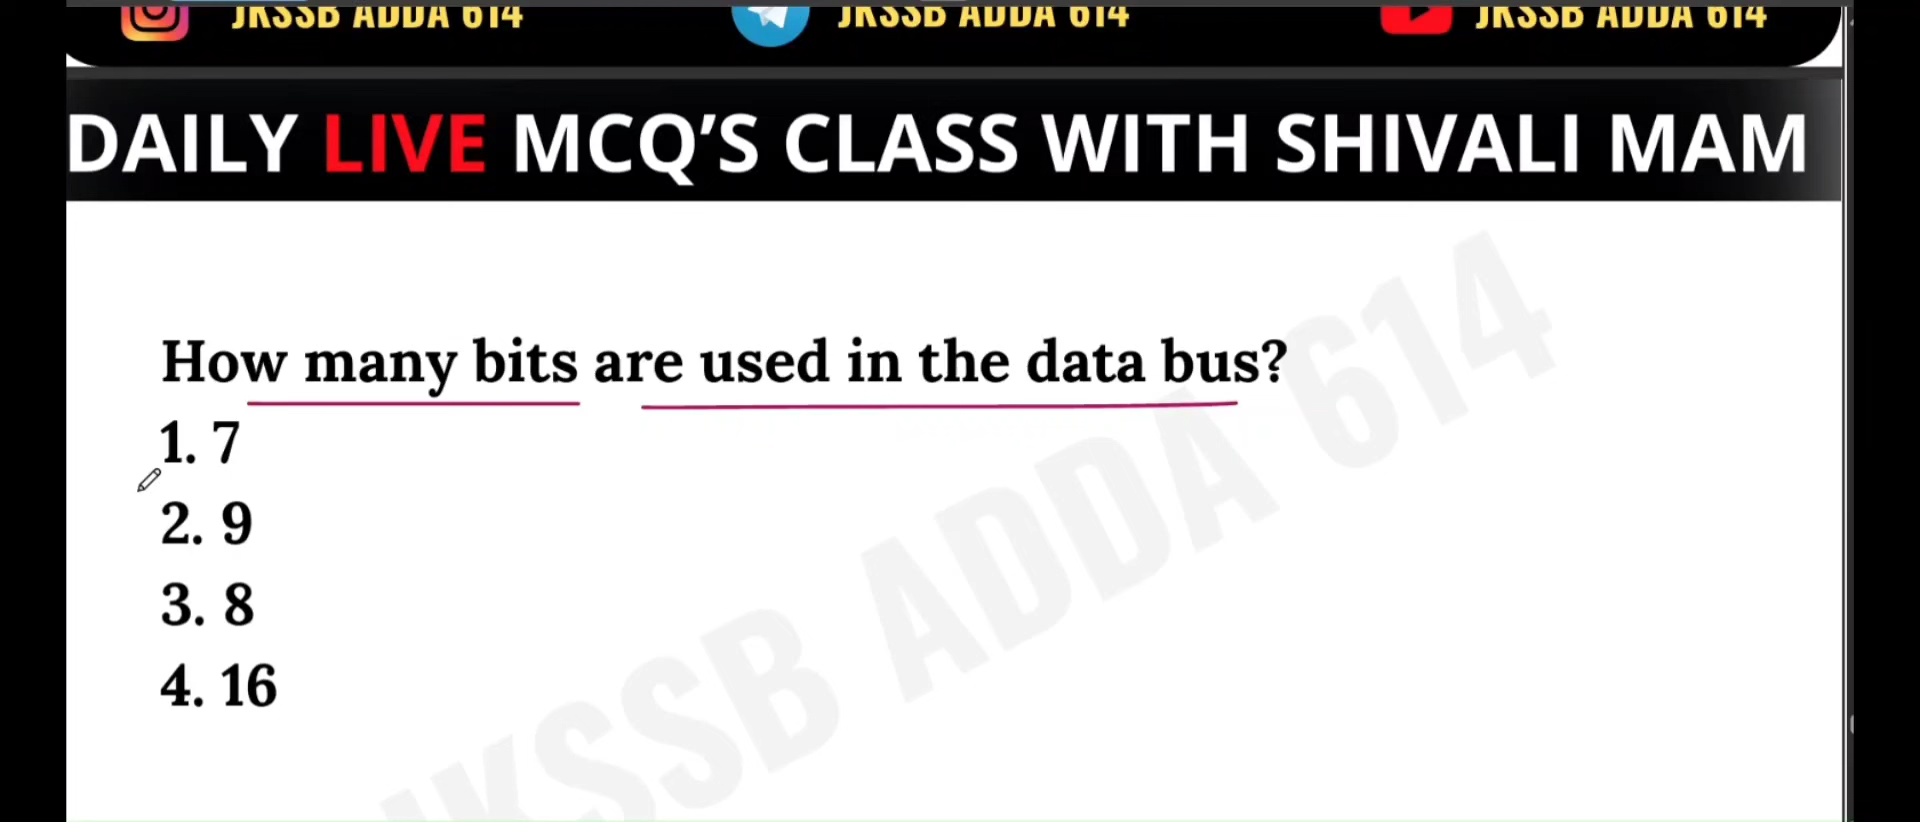 JKSSB ADDA 614 JKSSB ADDA 614 JKSSB ADDA 614
DAILY LIVE MCQ’S CLASS WITH SHIVALI MAM
How many bits are used in the data bus?
1. 7
2. 9
3. 8
4. 16
JKSSB ADDA 614